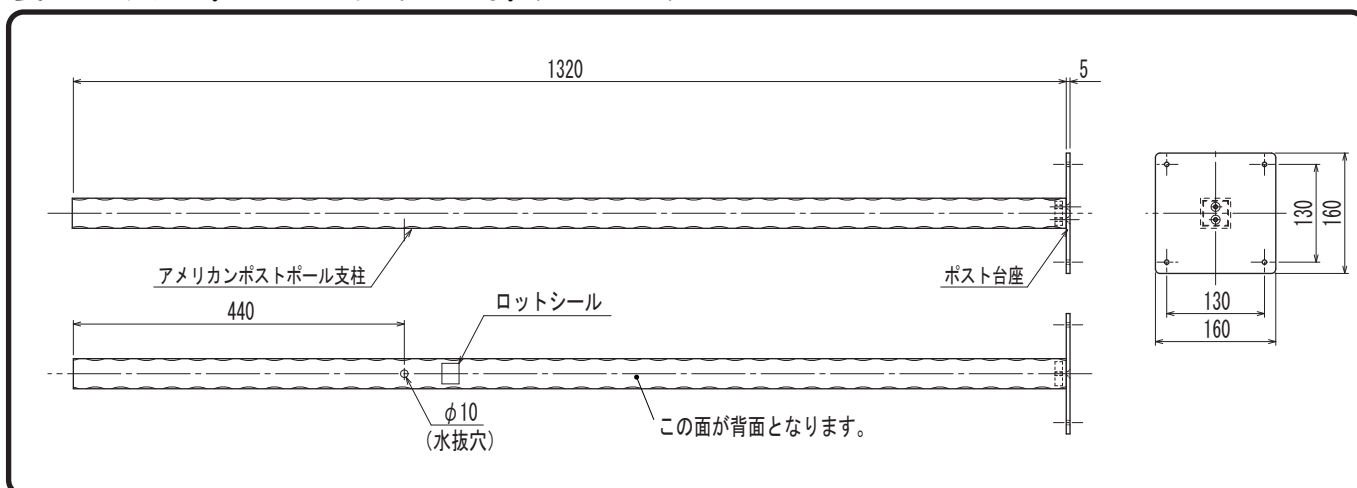 1320
5
アメリカンポストポール支柱
ポスト台座
130
160
130
160
440
ロットシール
φ10
(水抜穴)
この面が背面となります。